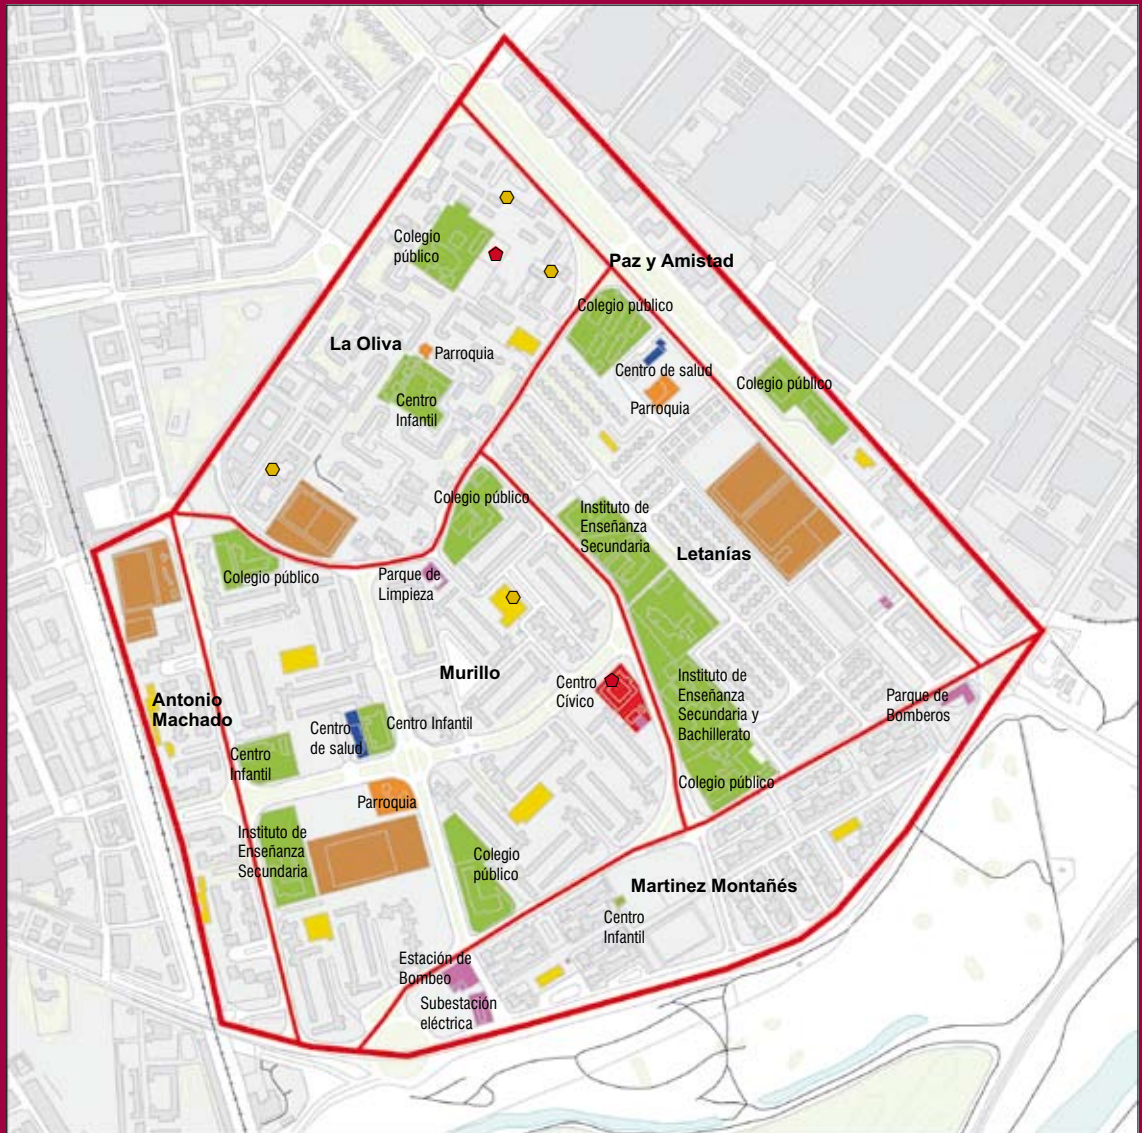 Colegio
público
Paz y Amistad
Colegio público
La Oliva
Parroquia
Centro de salud
Colegio público
Centro
Infantil
Parroquia
Colegio público
Instituto de
Enseñanza
Secundaria
Letanías
Colegio público
Parque de
Limpieza
Murillo
Centro
Cívico
Instituto de
Enseñanza
Secundaria y
Bachillerato
Parque de
Bomberos
Antonio
Machado
Centro
de salud
Centro Infantil
Centro
Infantil
Colegio público
Parroquia
Instituto de
Enseñanza
Secundaria
Colegio
público
Martinez Montañés
Centro
Infantil
Estación de
Bombeo
Subestación
eléctrica